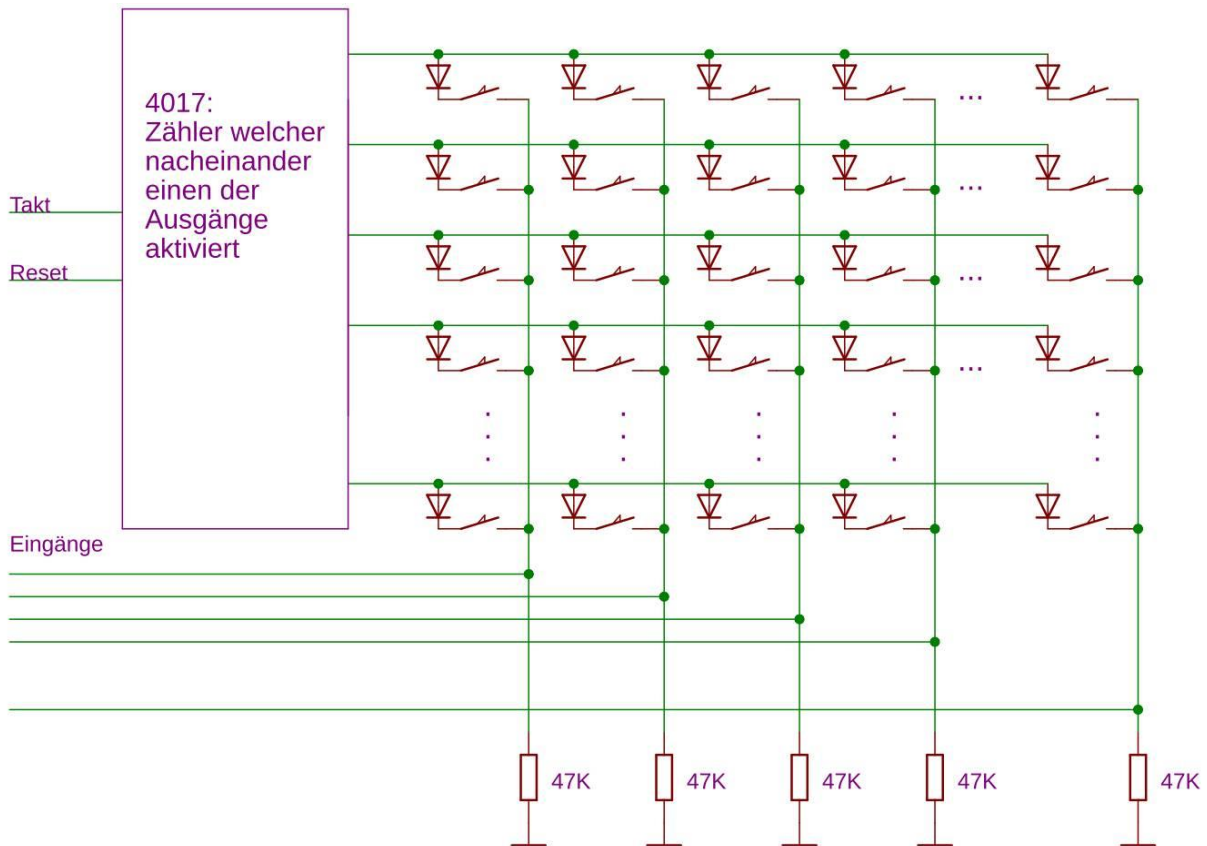 4017:
Zähler welcher
nacheinander
einen der
Ausgänge
aktiviert
Takt
Reset
...
...
...
...
Eingänge
47K
47K
47K
47K
47K